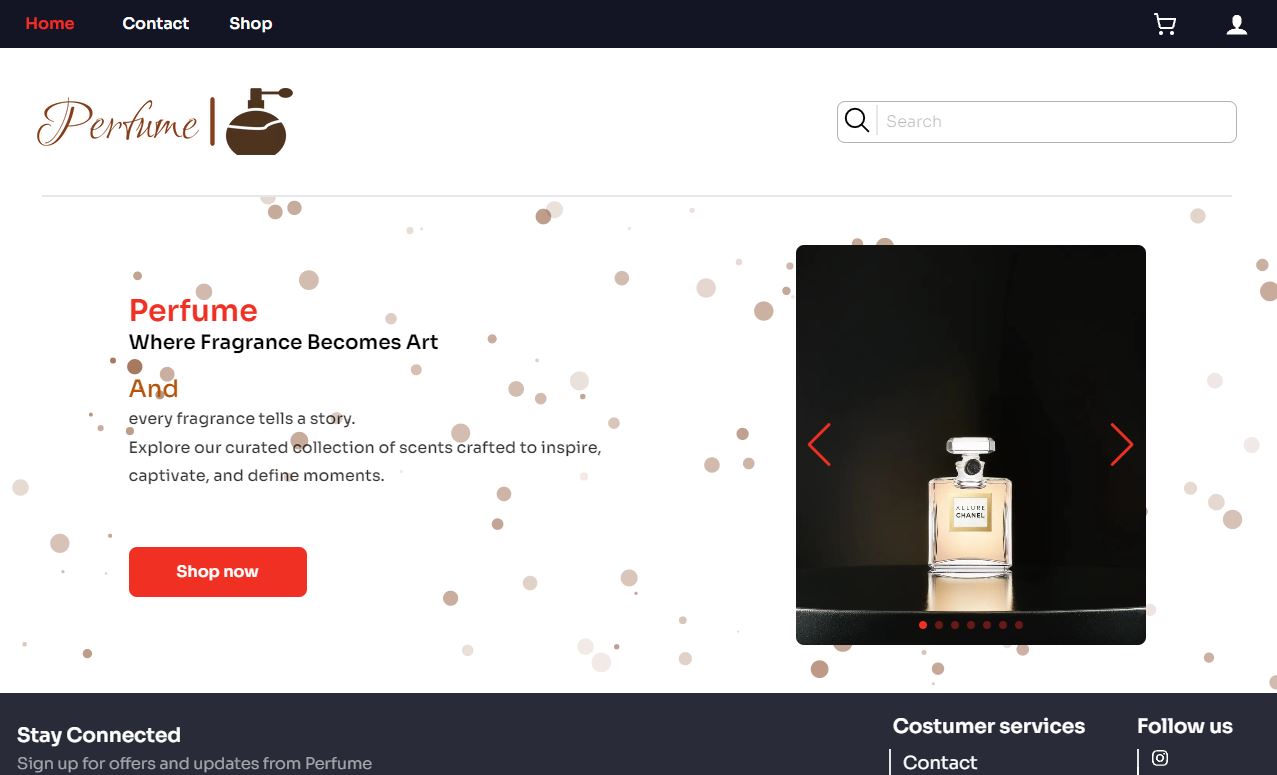 Home Contact Shop
Perfume
Search
Perfume
Where Fragrance Becomes Art
And
every fragrance tells a story.
Explore our curated collection of scents crafted to inspire,
captivate, and define moments.
Shop now
ALLURE
CHANEL
Stay Connected
Sign up for offers and updates from Perfume
Costumer services
Contact
Follow us